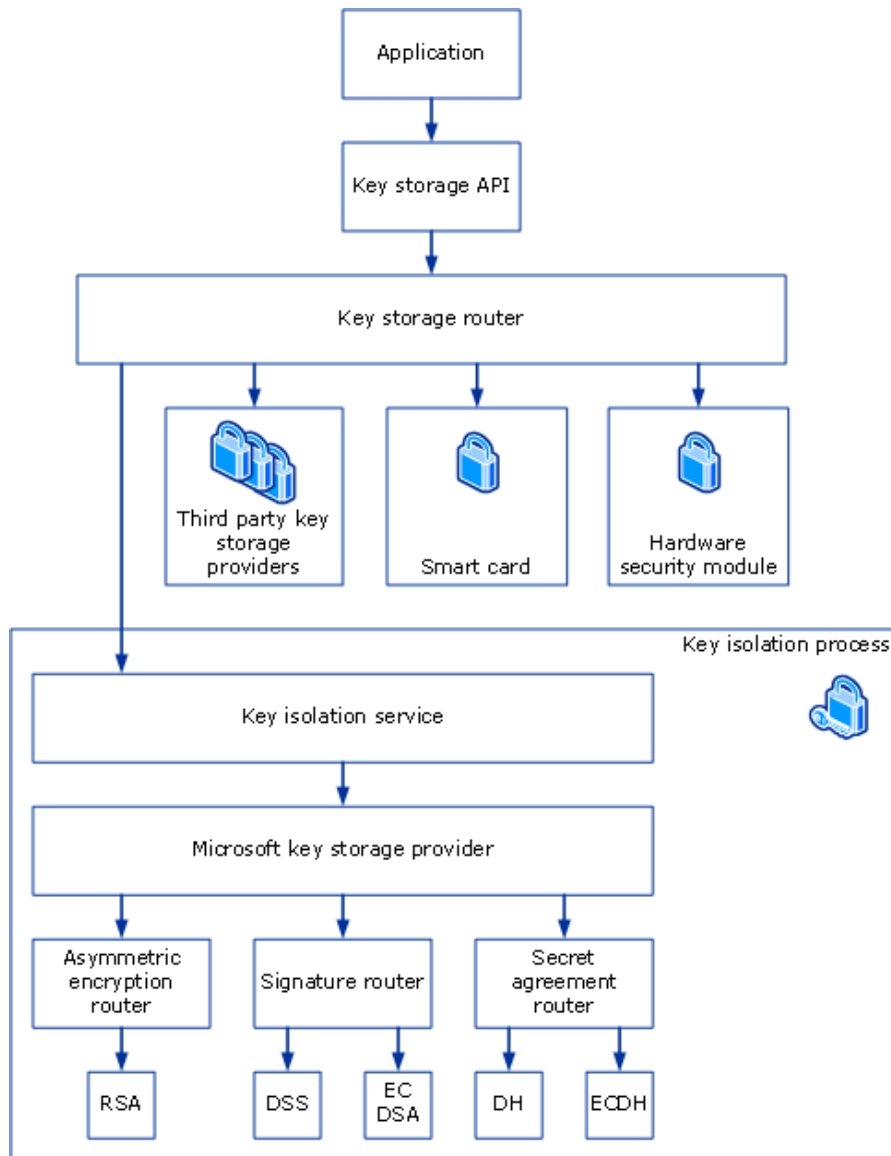 Application
Key storage API
Key storage router
Third party key
storage
providers
Smart card
Hardware
security module
Key isolation process
Key isolation service
Microsoft key storage provider
Asymmetric
encryption
router
Signature router
Secret
agreement
router
RSA
DSS
EC
DSA
DH
ECDH